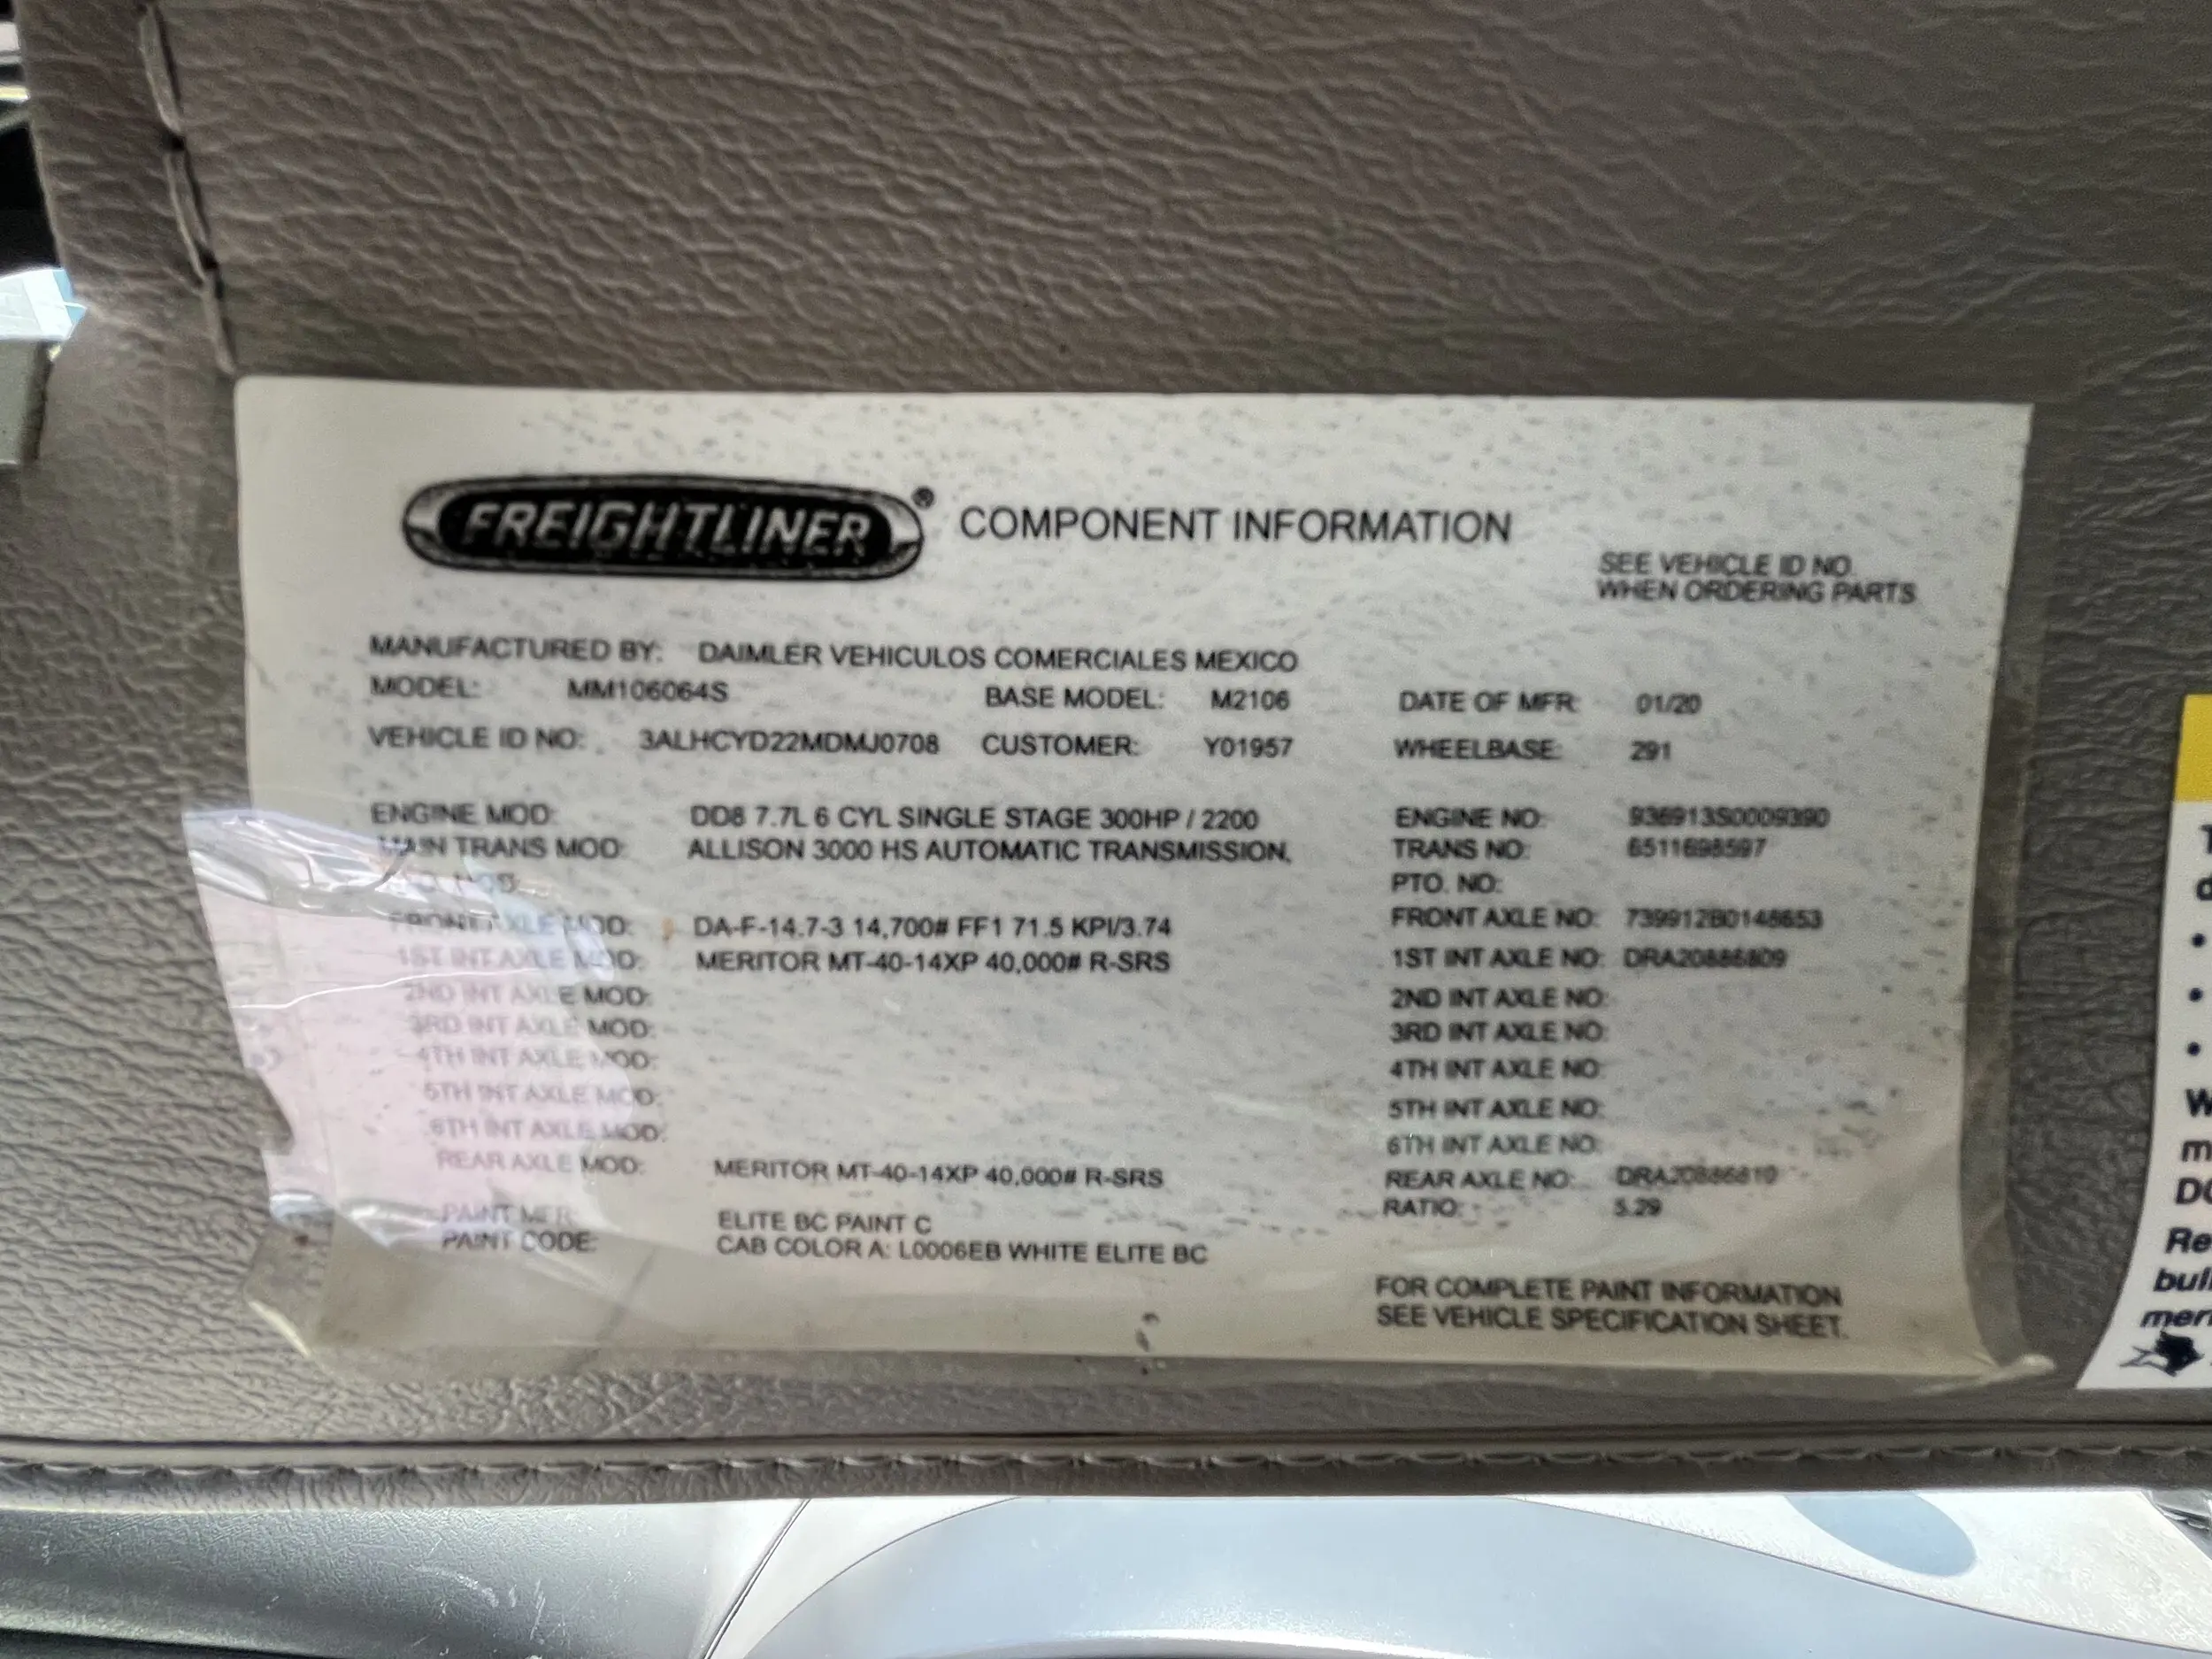 FREIGHTLINER® COMPONENT INFORMATION
SEE VEHICLE ID NO.
WHEN ORDERING PARTS
MANUFACTURED BY: DAIMLER VEHICULOS COMERCIALES MEXICO
MODEL: MM106064S BASE MODEL: M2106 DATE OF MFR: 01/20
VEHICLE ID NO: 3ALHCYD22MDMJ0708 CUSTOMER: Y01957 WHEELBASE: 291
ENGINE MOD: DD8 7.7L 6 CYL SINGLE STAGE 300HP / 2200 ENGINE NO: 936913S0009390
MAIN TRANS MOD: ALLISON 3000 HS AUTOMATIC TRANSMISSION, TRANS NO: 6511698597
PTO. NO:
FRONT AXLE MOD: DA-F-14.7-3 14,700# FF1 71.5 KPI/3.74 FRONT AXLE NO: 739912B0148653
1ST INT AXLE MOD: MERITOR MT-40-14XP 40,000# R-SRS 1ST INT AXLE NO: DRA20886809
2ND INT AXLE MOD: 2ND INT AXLE NO:
3RD INT AXLE MOD: 3RD INT AXLE NO:
4TH INT AXLE MOD: 4TH INT AXLE NO:
5TH INT AXLE MOD: 5TH INT AXLE NO:
6TH INT AXLE MOD: 6TH INT AXLE NO:
REAR AXLE MOD: MERITOR MT-40-14XP 40,000# R-SRS REAR AXLE NO: DRA20886810
RATIO: 5.29
PAINT MFR: ELITE BC PAINT C
PAINT CODE: CAB COLOR A: L0006EB WHITE ELITE BC
FOR COMPLETE PAINT INFORMATION
SEE VEHICLE SPECIFICATION SHEET.